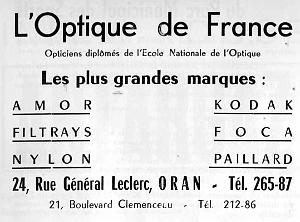 L'Optique de France
Opticiens diplômés de l'Ecole Nationale de l'Optique
Les plus grandes marques :
AMOR KODAK
FILTRAYS FOCA
NYLON PAILLARD
24, Rue Général Leclerc, ORAN - Tél. 265-87
21, Boulevard Clemenceau - Tél. 212-86